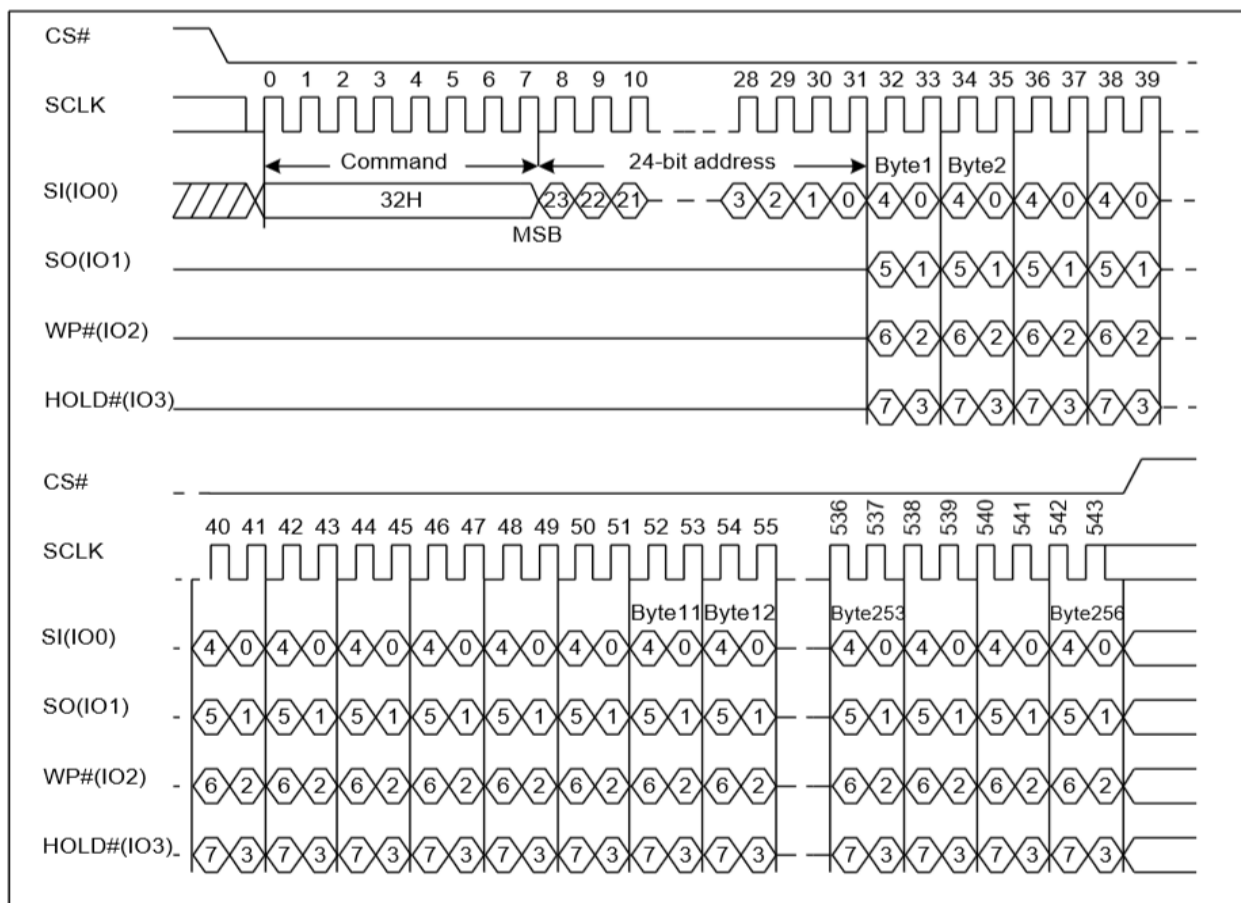 CS#
0 1 2 3 4 5 6 7 8 9 10 28 29 30 31 32 33 34 35 36 37 38 39
SCLK
Command 24-bit address Byte1 Byte2
SI(IO0) 32H 23 22 21 3 2 1 0 4 0 4 0 4 0 4 0
MSB
SO(IO1) 5 1 5 1 5 1 5 1
WP#(IO2) 6 2 6 2 6 2 6 2
HOLD#(IO3) 7 3 7 3 7 3 7 3
CS#
40 41 42 43 44 45 46 47 48 49 50 51 52 53 54 55 536 537 538 539 540 541 542 543
SCLK
Byte11 Byte12 Byte253 Byte256
SI(IO0) 4 0 4 0 4 0 4 0 4 0 4 0 4 0 4 0 4 0 4 0 4 0 4 0
SO(IO1) 5 1 5 1 5 1 5 1 5 1 5 1 5 1 5 1 5 1 5 1 5 1 5 1
WP#(IO2) 6 2 6 2 6 2 6 2 6 2 6 2 6 2 6 2 6 2 6 2 6 2 6 2
HOLD#(IO3) 7 3 7 3 7 3 7 3 7 3 7 3 7 3 7 3 7 3 7 3 7 3 7 3